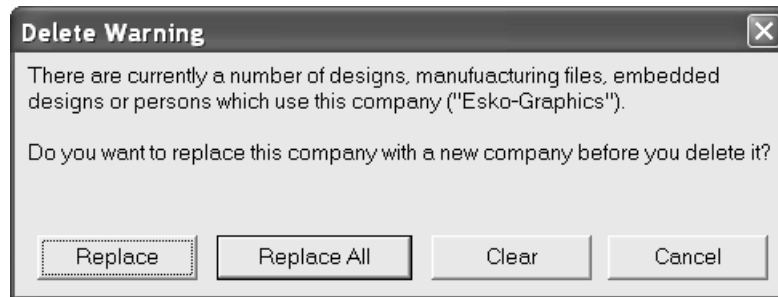 Delete Warning
There are currently a number of designs, manufuacturing files, embedded
designs or persons which use this company ("Esko-Graphics").
Do you want to replace this company with a new company before you delete it?
Replace Replace All Clear Cancel